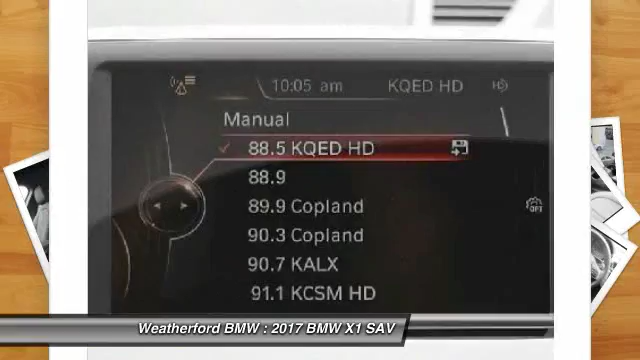 10:05 am KQED HD HD
Manual
88.5 KQED HD
88.9
89.9 Copland
90.3 Copland
90.7 KALX
91.1 KCSM HD
OFF
Weatherford BMW : 2017 BMW X1 SAV